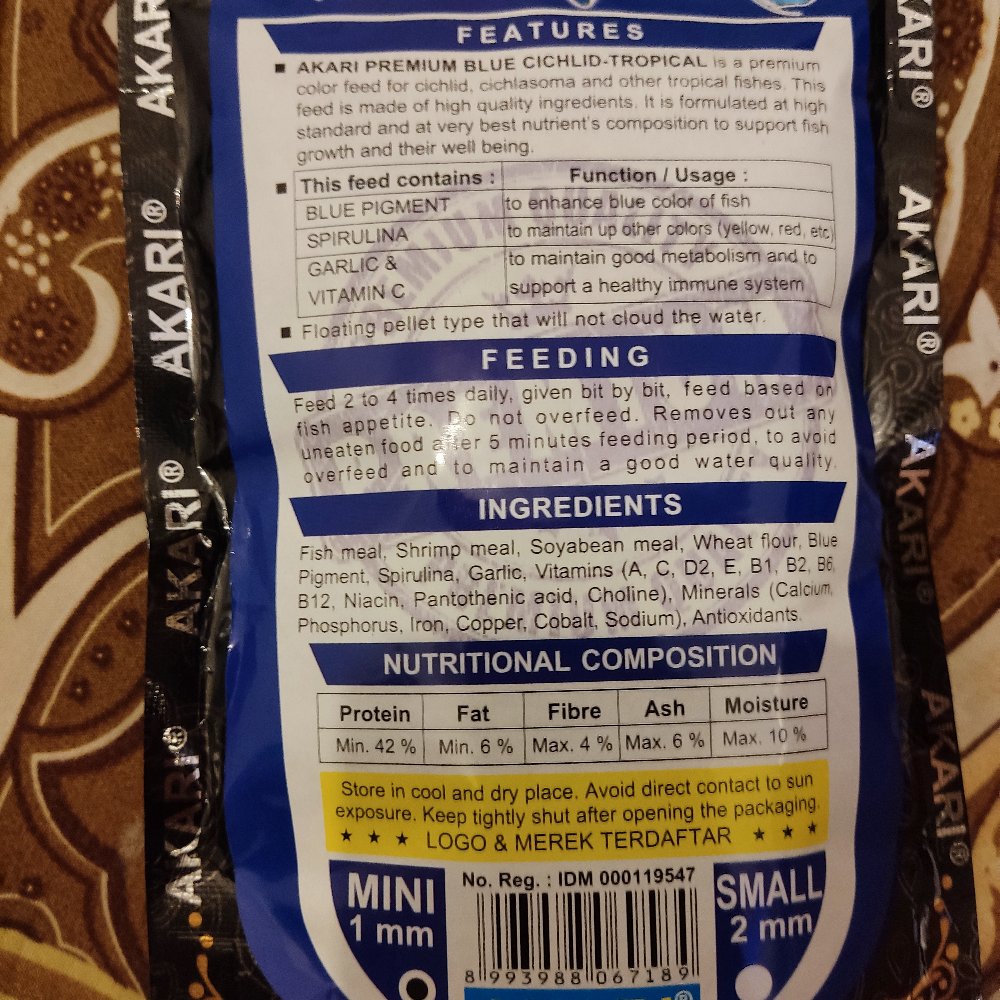 FEATURES
■ AKARI PREMIUM BLUE CICHLID-TROPICAL is a premium
color feed for cichlid, cichlasoma and other tropical fishes. This
feed is made of high quality ingredients. It is formulated at high
standard and at very best nutrient's composition to support fish
growth and their well being.
■ This feed contains : Function / Usage :
BLUE PIGMENT to enhance blue color of fish
SPIRULINA to maintain up other colors (yellow, red, etc)
GARLIC & to maintain good metabolism and to
VITAMIN C support a healthy immune system
■ Floating pellet type that will not cloud the water.
FEEDING
Feed 2 to 4 times daily, given bit by bit, feed based on
fish appetite. Do not overfeed. Removes out any
uneaten food after 5 minutes feeding period, to avoid
overfeed and to maintain a good water quality.
INGREDIENTS
Fish meal, Shrimp meal, Soyabean meal, Wheat flour, Blue
Pigment, Spirulina, Garlic, Vitamins (A, C, D2, E, B1, B2, B6,
B12, Niacin, Pantothenic acid, Choline), Minerals (Calcium,
Phosphorus, Iron, Copper, Cobalt, Sodium), Antioxidants.
NUTRITIONAL COMPOSITION
Protein Fat Fibre Ash Moisture
Min. 42 % Min. 6 % Max. 4 % Max. 6 % Max. 10 %
Store in cool and dry place. Avoid direct contact to sun
exposure. Keep tightly shut after opening the packaging.
★ ★ ★ LOGO & MEREK TERDAFTAR ★ ★ ★
MINI
1 mm
No. Reg. : IDM 000119547
8 993988 067189
SMALL
2 mm
AKARI
AKARI®
AKARI®
AKARI®
AKARI®
AKARI®
AKARI®
AKARI®